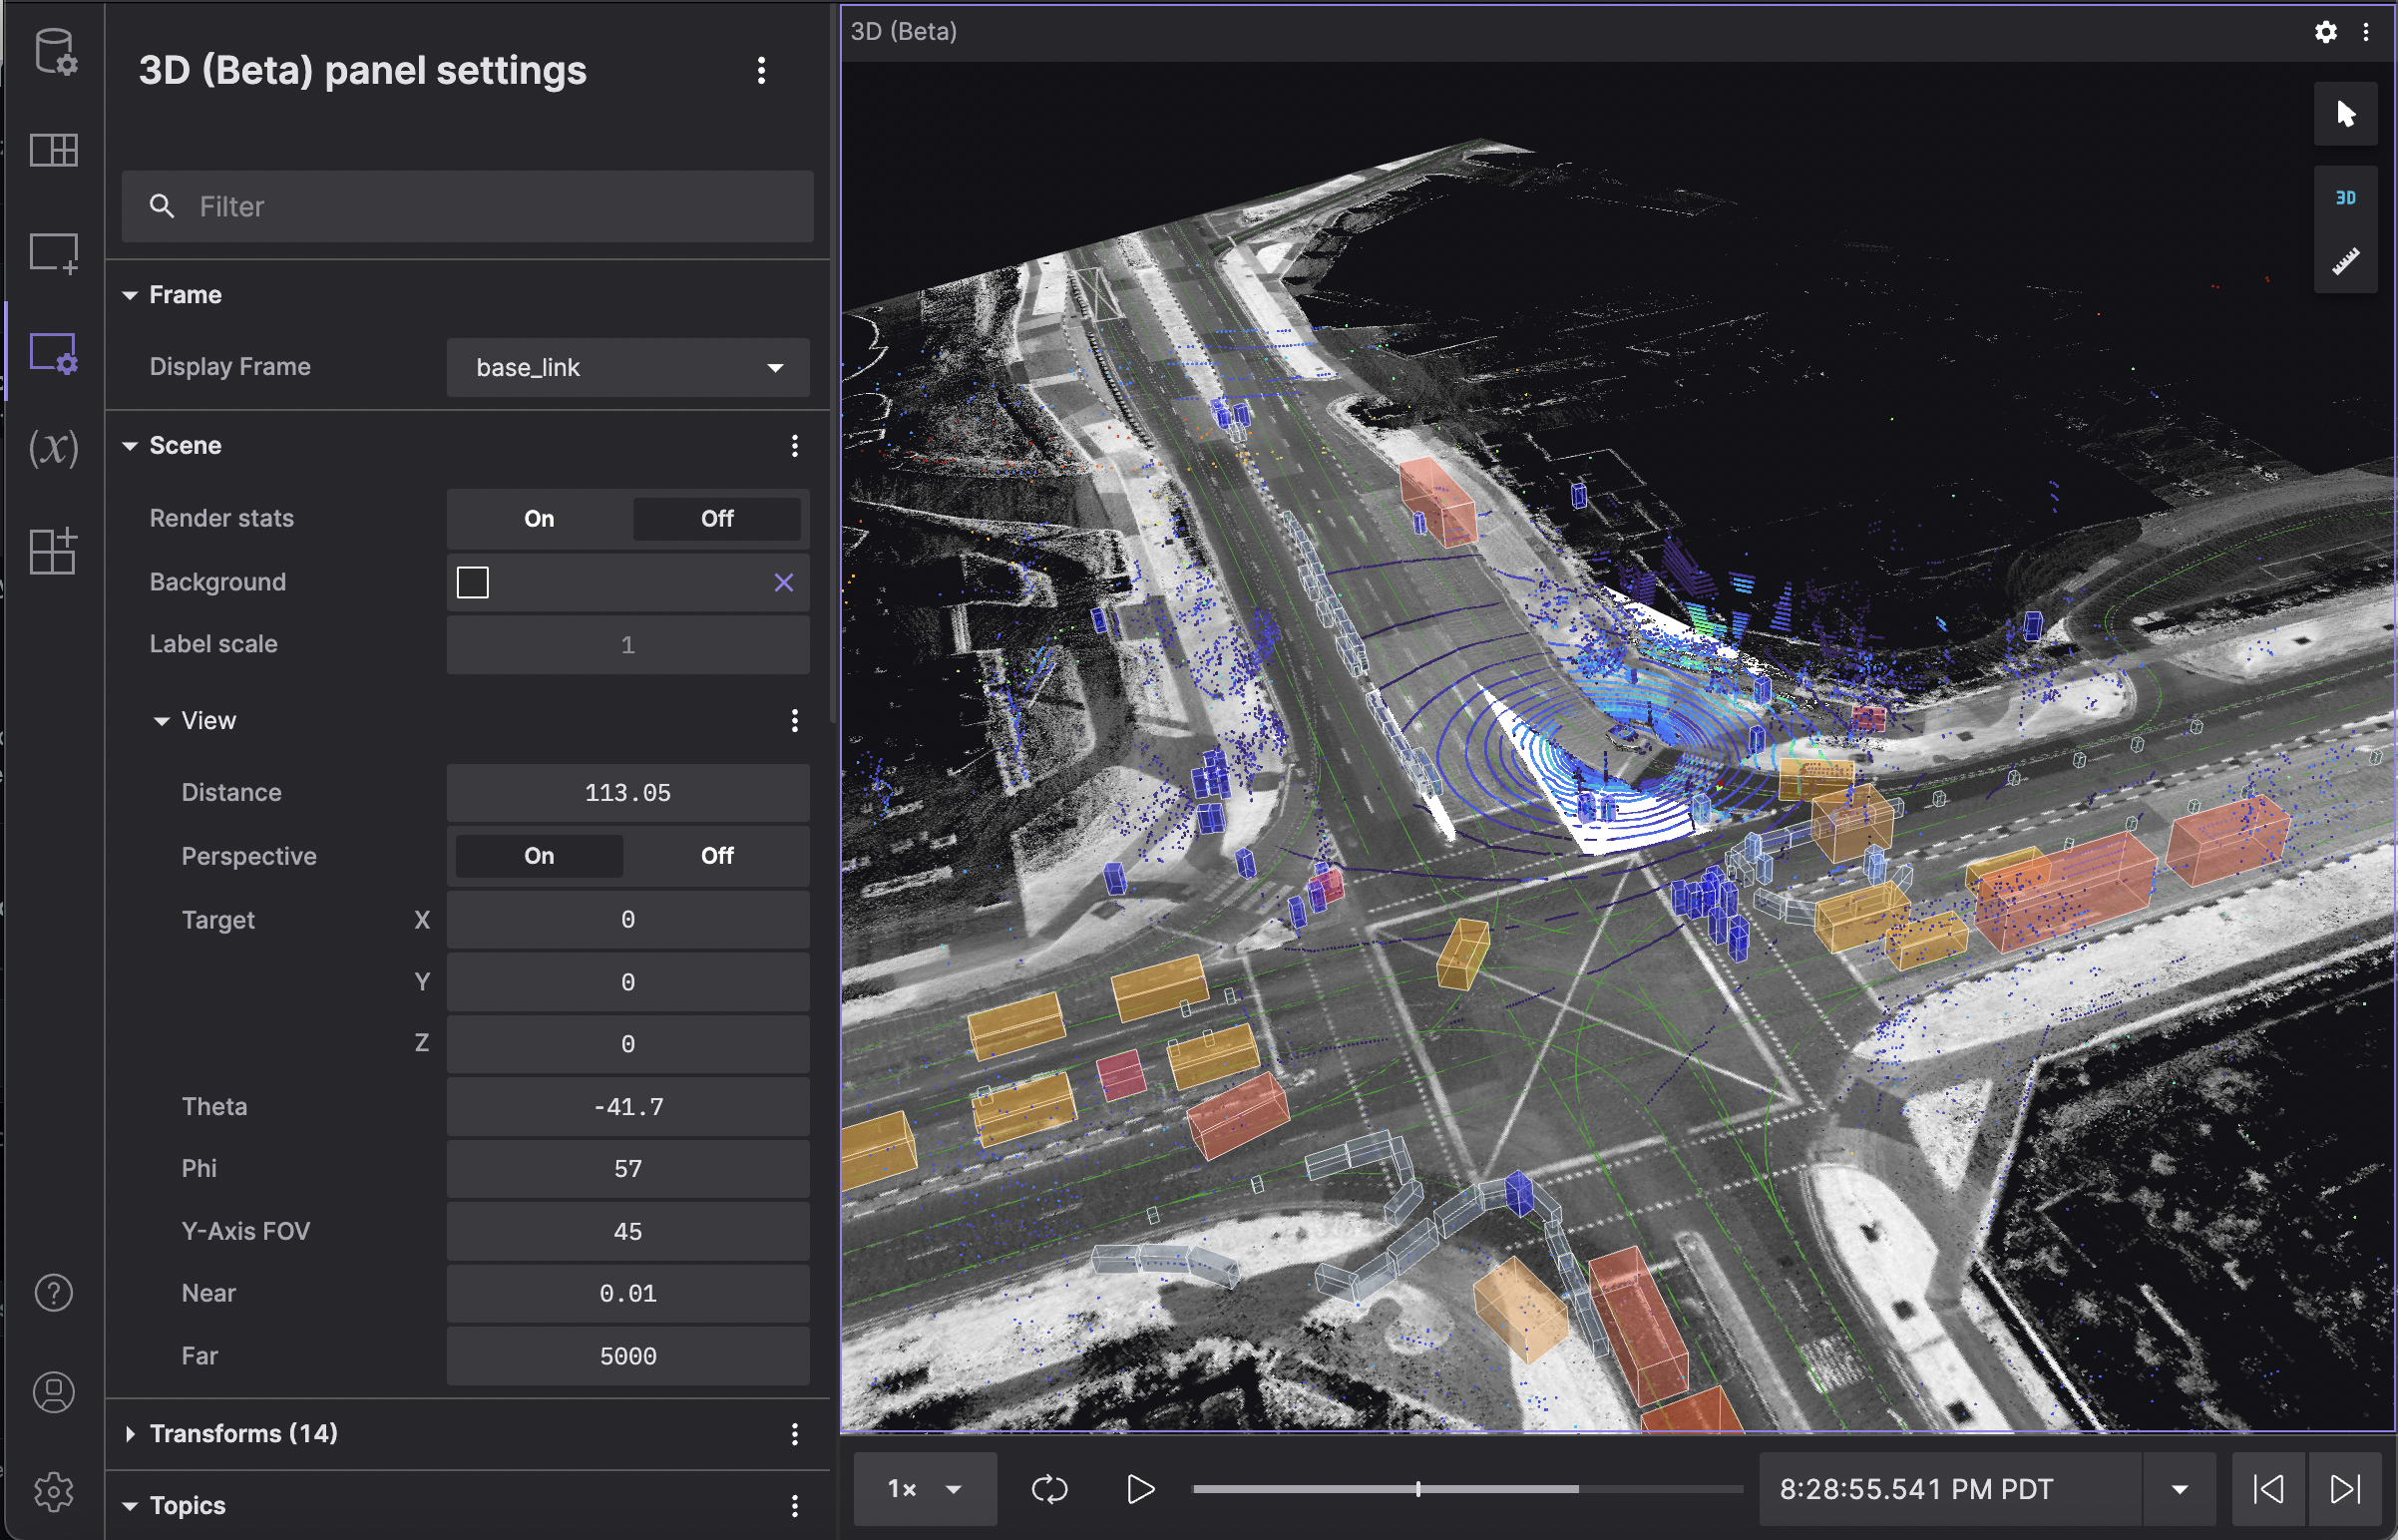 3D (Beta) panel settings
Filter
Frame
Display Frame base_link
Scene
Render stats On Off
Background
Label scale 1
View
Distance 113.05
Perspective On Off
Target X 0
Y 0
Z 0
Theta -41.7
Phi 57
Y-Axis FOV 45
Near 0.01
Far 5000
Transforms (14)
Topics
(x)
?
3D (Beta)
3D
1× 8:28:55.541 PM PDT